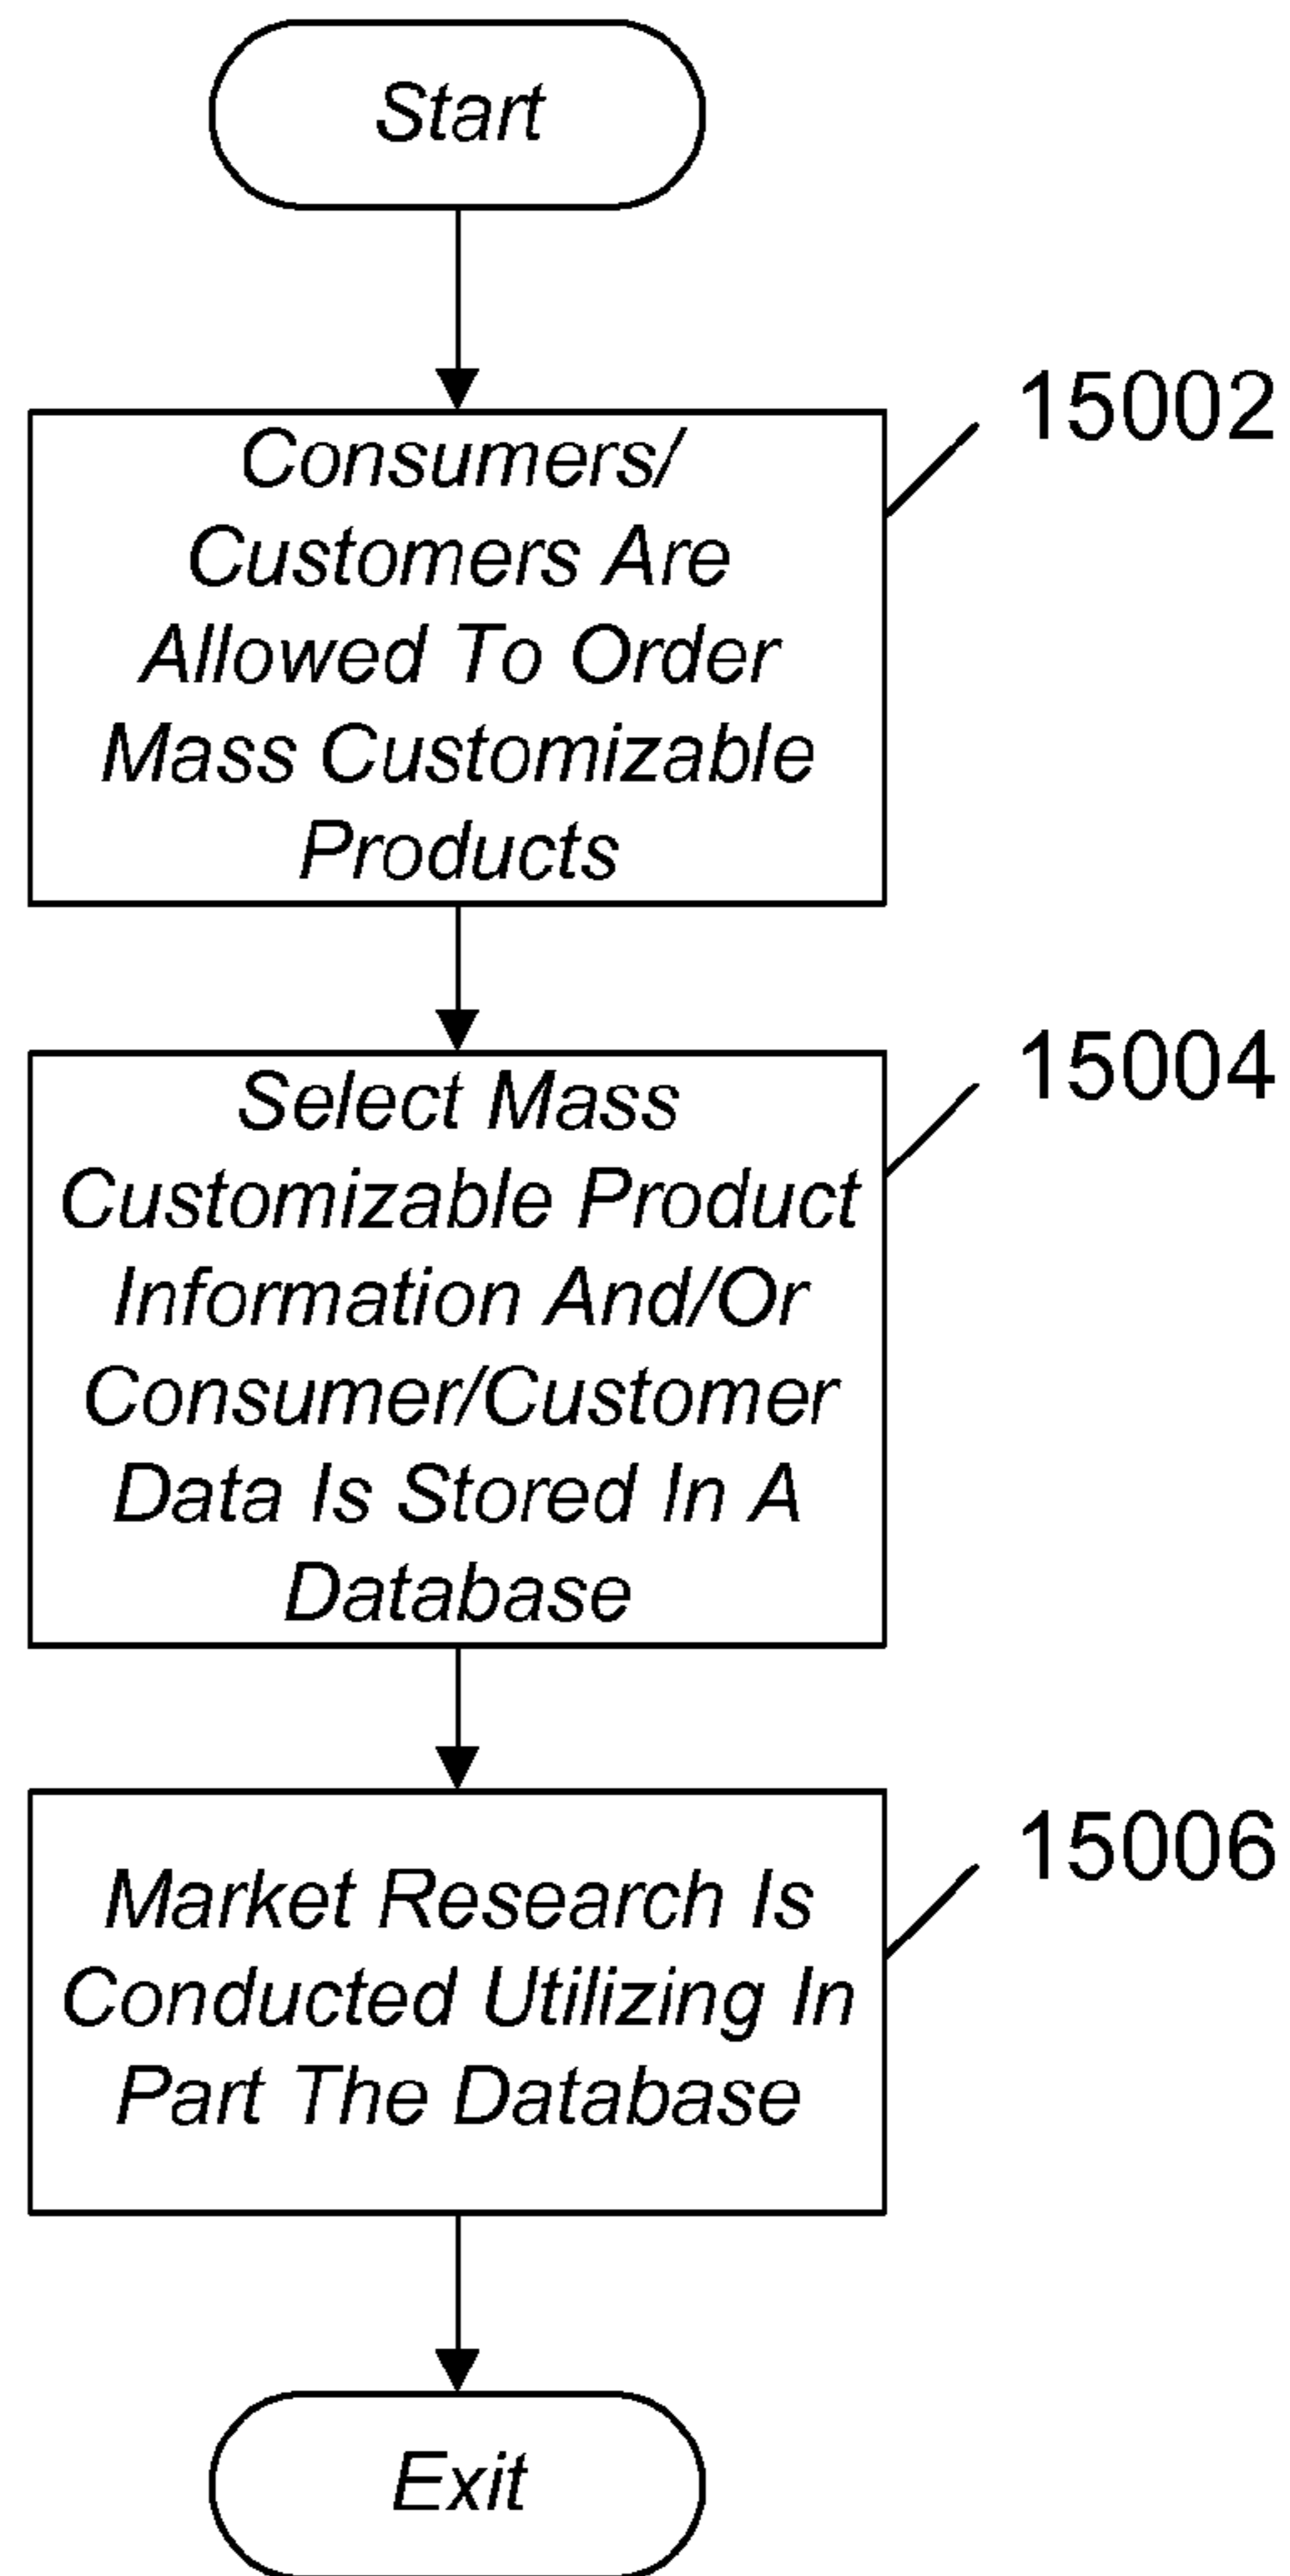 Start
15002
Consumers/
Customers Are
Allowed To Order
Mass Customizable
Products
15004
Select Mass
Customizable Product
Information And/Or
Consumer/Customer
Data Is Stored In A
Database
15006
Market Research Is
Conducted Utilizing In
Part The Database
Exit